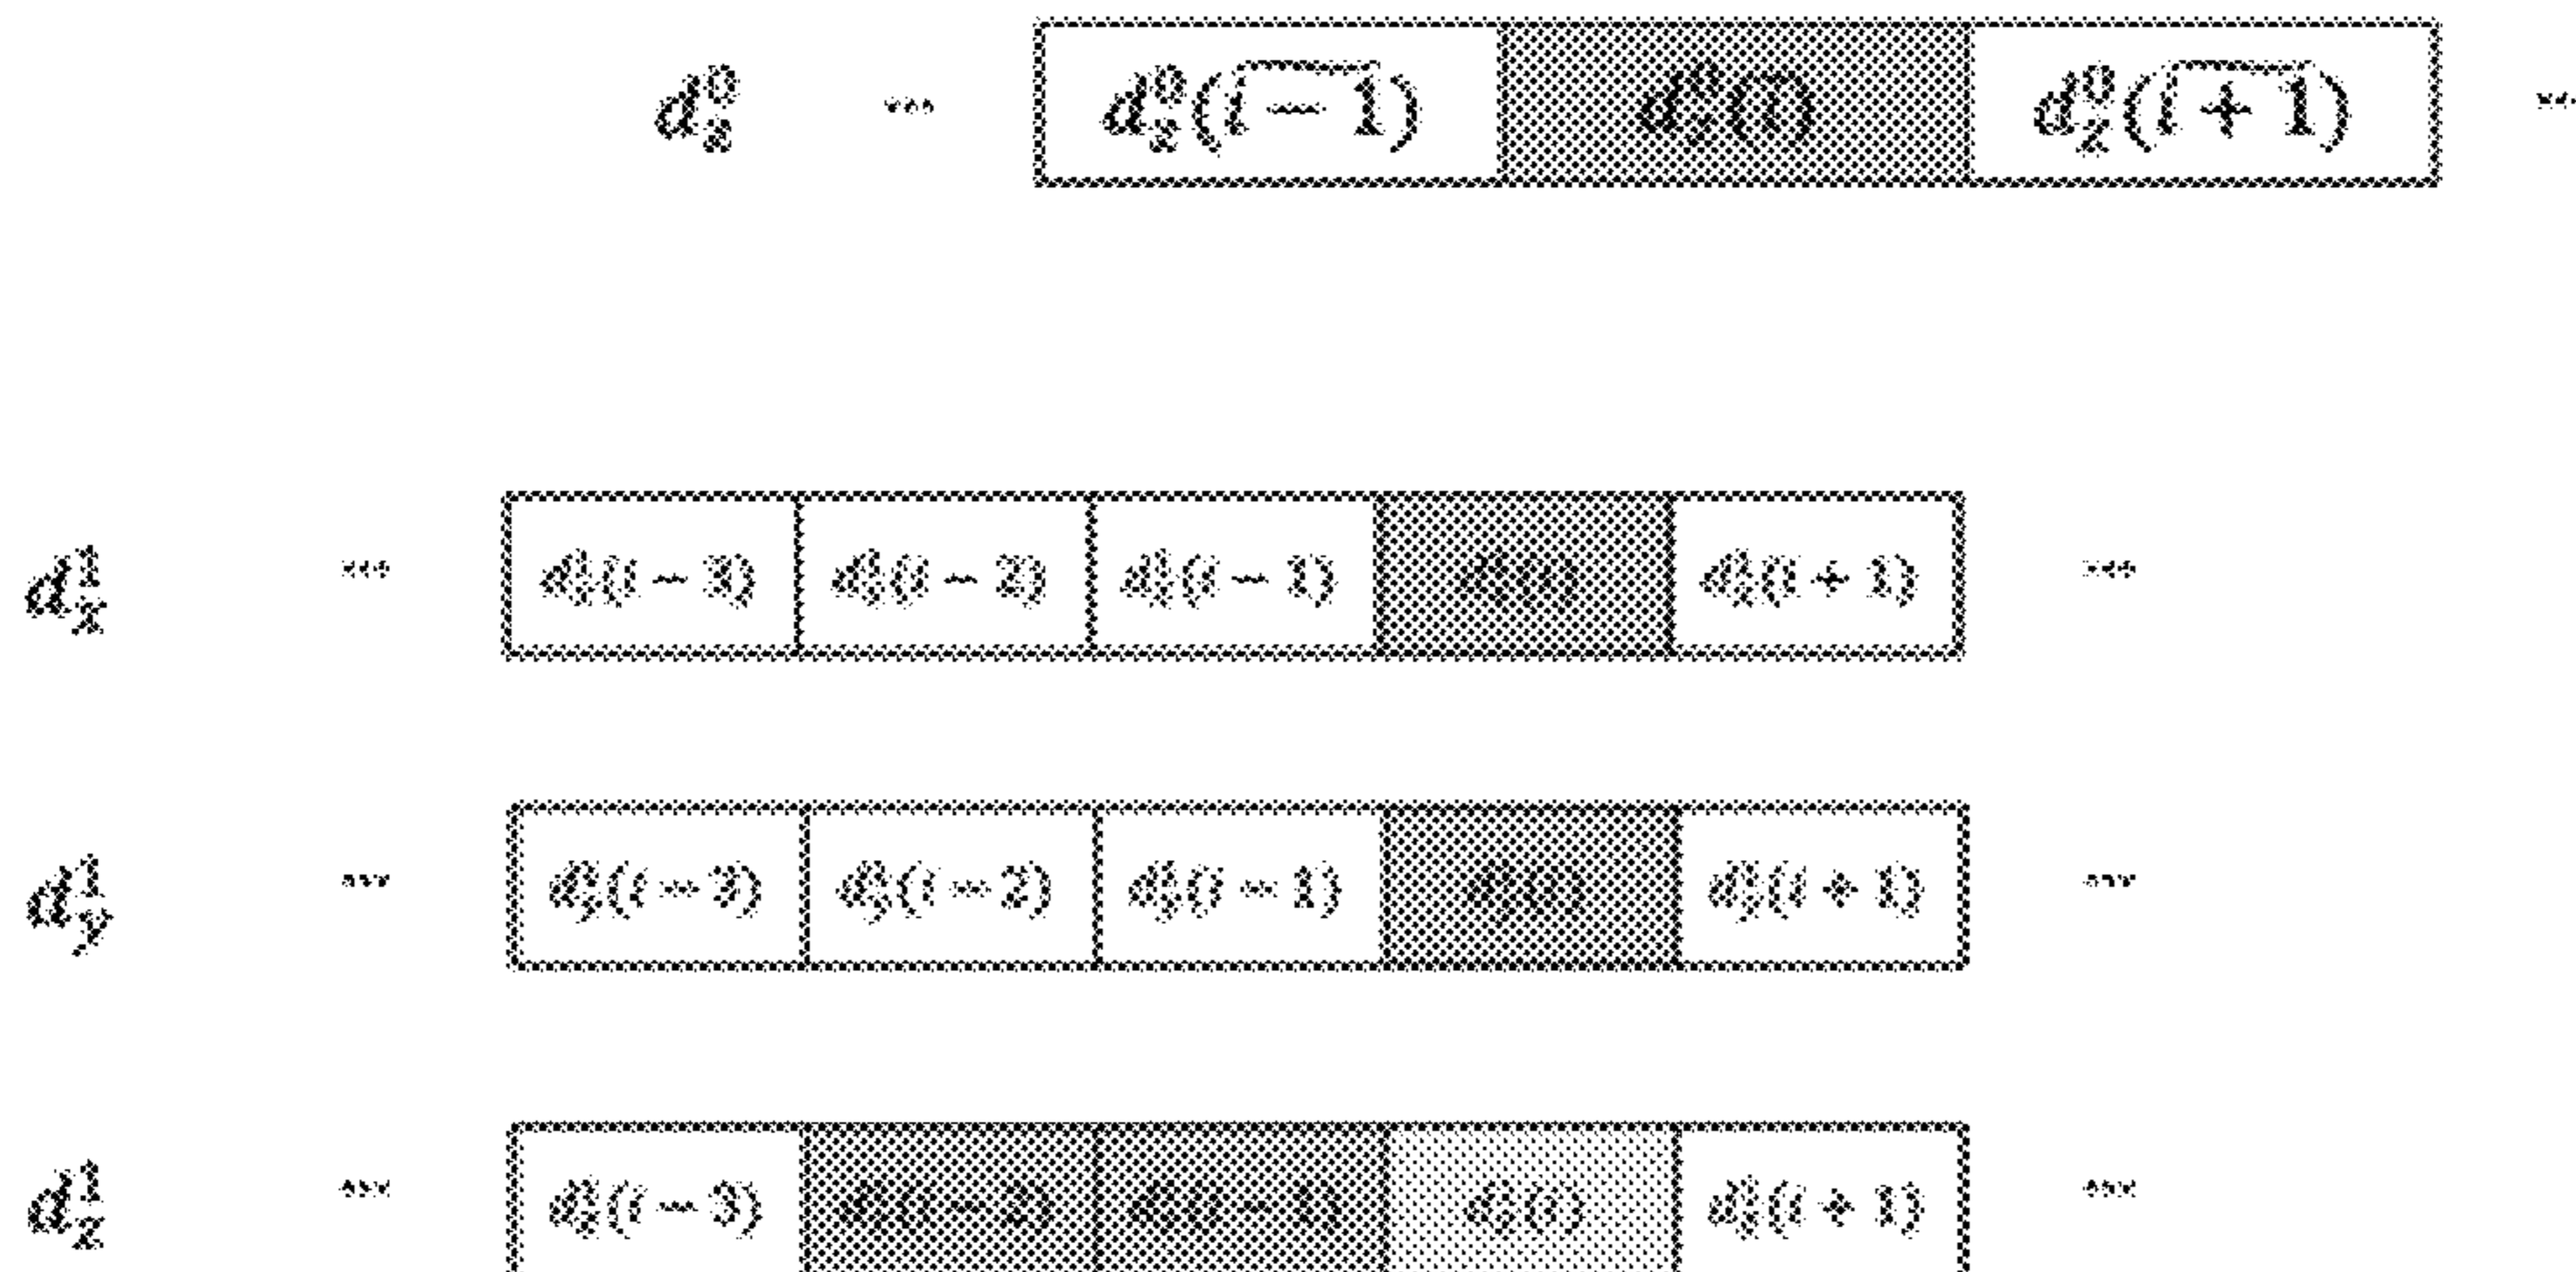 d_z^0 ... d_z^0(\overline{i - 1}) d_z^0(\overline{i}) d_z^0(\overline{i + 1}) ...
d_x^1 ... d_x^1(i - 3) d_x^1(i - 2) d_x^1(i - 1) d_x^1(i) d_x^1(i + 1) ...
d_y^1 ... d_y^1(i - 3) d_y^1(i - 2) d_y^1(i - 1) d_y^1(i) d_y^1(i + 1) ...
d_z^1 ... d_z^1(i - 3) d_z^1(i - 2) d_z^1(i - 1) d_z^1(i) d_z^1(i + 1) ...